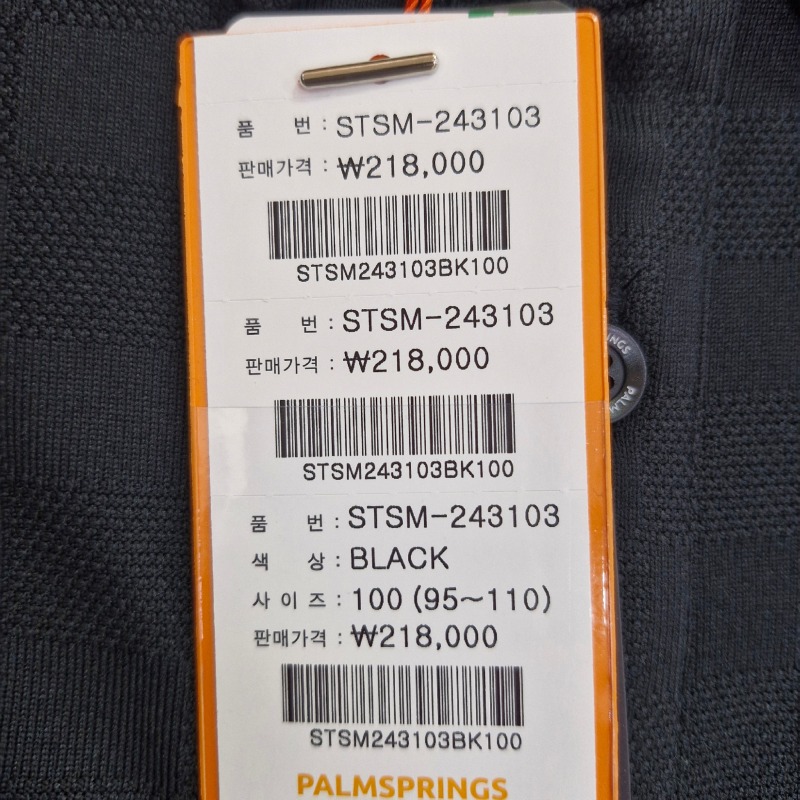 품 번 : STSM-243103
판매가격 : ₩218,000
STSM243103BK100
품 번 : STSM-243103
판매가격 : ₩218,000
STSM243103BK100
품 번 : STSM-243103
색 상 : BLACK
사 이 즈 : 100 (95~110)
판매가격 : ₩218,000
STSM243103BK100
PALMSPRINGS
INGS
PALM